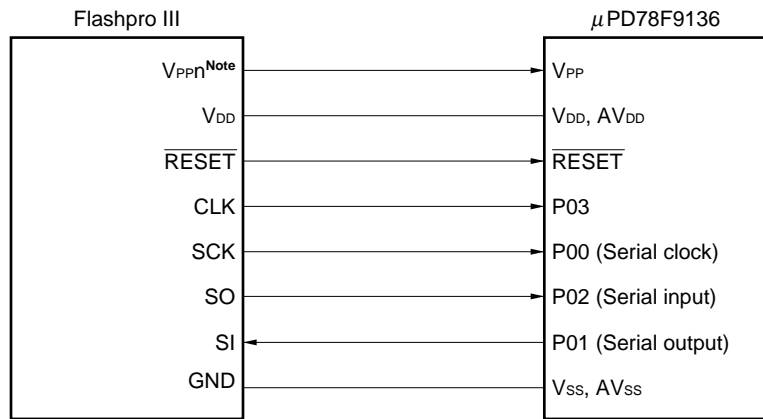 Flashpro III μPD78F9136
VPPnNote VPP
VDD VDD, AVDD
RESET RESET
CLK P03
SCK P00 (Serial clock)
SO P02 (Serial input)
SI P01 (Serial output)
GND VSS, AVSS